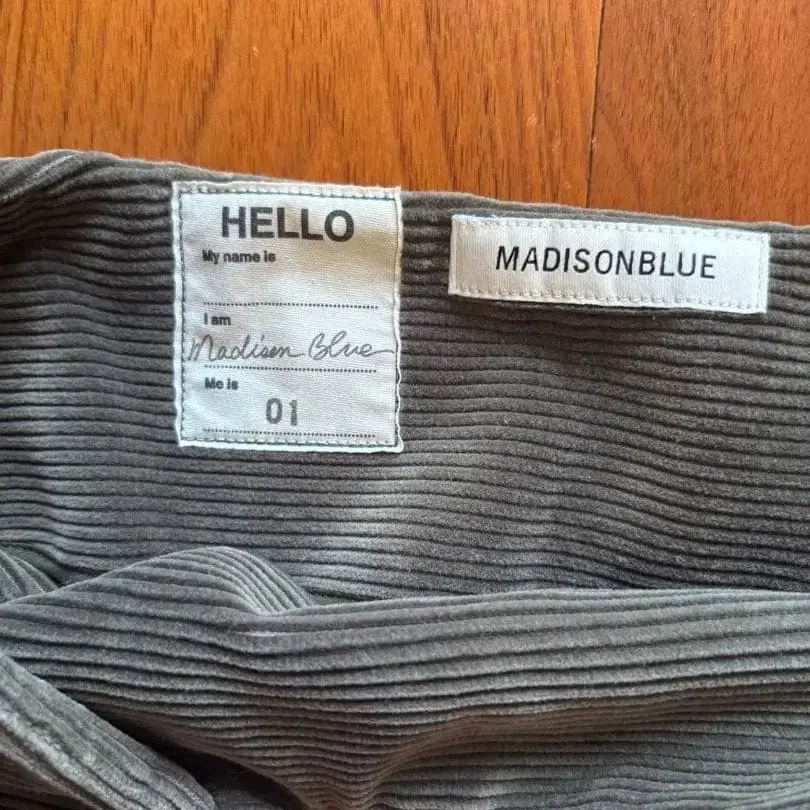 HELLO
My name is
I am
Madison Blue
Me is
01
MADISONBLUE